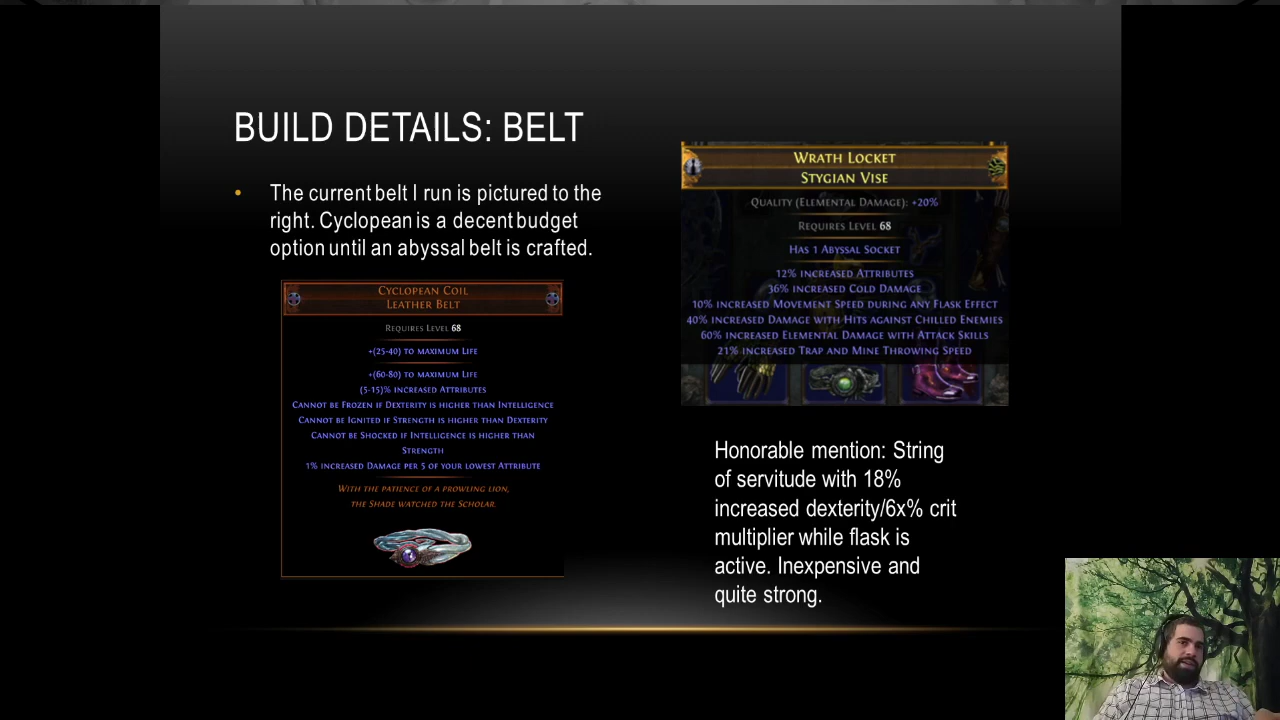 BUILD DETAILS: BELT
• The current belt I run is pictured to the
right. Cyclopean is a decent budget
option until an abyssal belt is crafted.
CYCLOPEAN COIL
LEATHER BELT
REQUIRES LEVEL 68
+(25-40) TO MAXIMUM LIFE
+(60-80) TO MAXIMUM LIFE
(5-15)% INCREASED ATTRIBUTES
CANNOT BE FROZEN IF DEXTERITY IS HIGHER THAN INTELLIGENCE
CANNOT BE IGNITED IF STRENGTH IS HIGHER THAN DEXTERITY
CANNOT BE SHOCKED IF INTELLIGENCE IS HIGHER THAN
STRENGTH
1% INCREASED DAMAGE PER 5 OF YOUR LOWEST ATTRIBUTE
WITH THE PATIENCE OF A PROWLING LION,
THE SHADE WATCHED THE SCHOLAR.
WRATH LOCKET
STYGIAN VISE
QUALITY (ELEMENTAL DAMAGE): +20%
REQUIRES LEVEL 68
HAS 1 ABYSSAL SOCKET
12% INCREASED ATTRIBUTES
36% INCREASED COLD DAMAGE
10% INCREASED MOVEMENT SPEED DURING ANY FLASK EFFECT
40% INCREASED DAMAGE WITH HITS AGAINST CHILLED ENEMIES
60% INCREASED ELEMENTAL DAMAGE WITH ATTACK SKILLS
21% INCREASED TRAP AND MINE THROWING SPEED
Honorable mention: String
of servitude with 18%
increased dexterity/6x% crit
multiplier while flask is
active. Inexpensive and
quite strong.